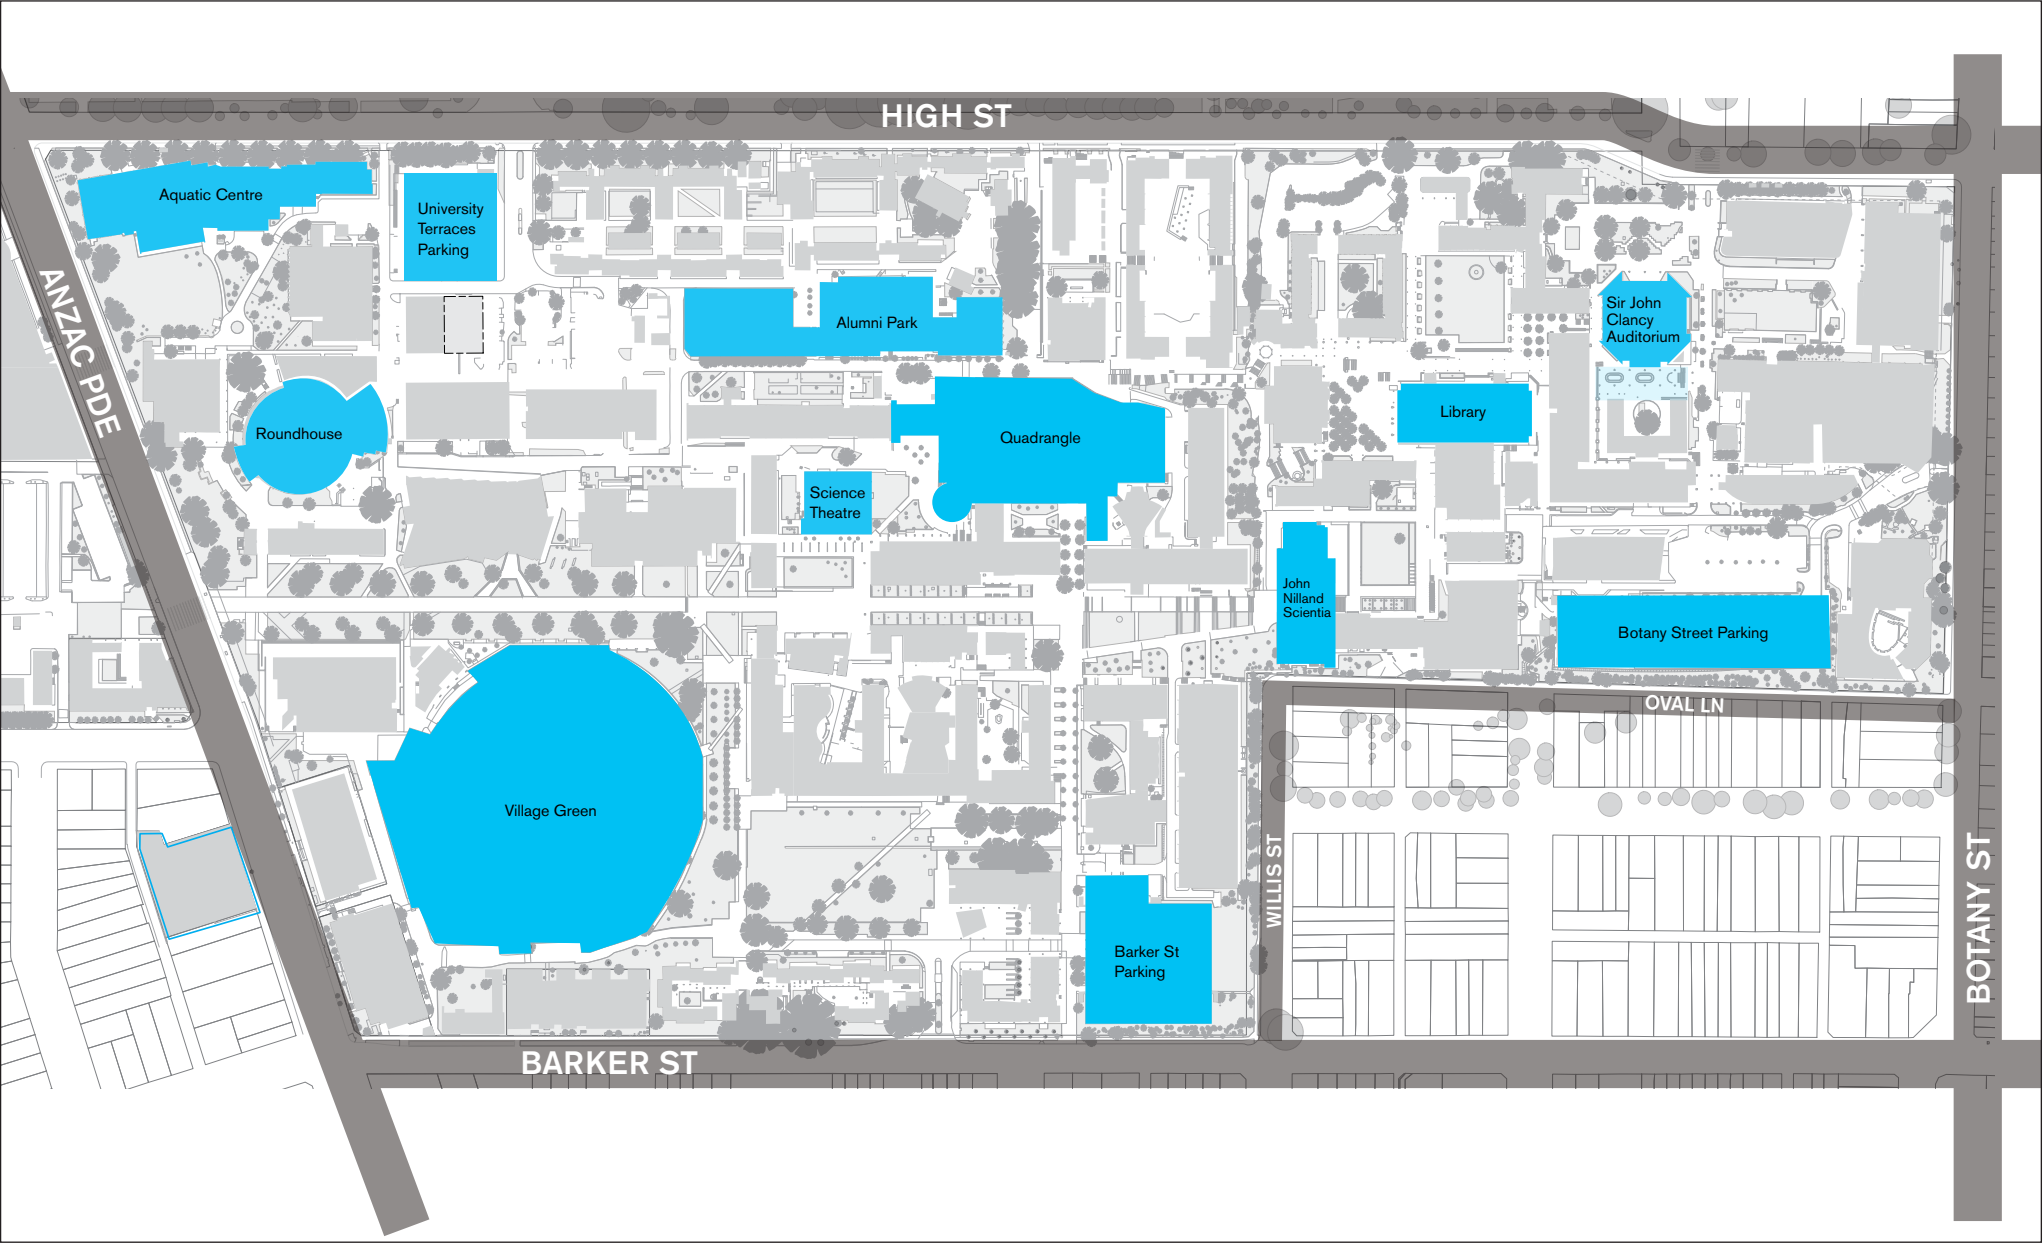 HIGH ST
Aquatic Centre
University
Terraces
Parking
ANZAC PDE
Alumni Park
Sir John
Clancy
Auditorium
Roundhouse
Quadrangle
Library
Science
Theatre
John
Nilland
Scientia
Botany Street Parking
OVAL LN
Village Green
WILLIS ST
BOTANY ST
Barker St
Parking
BARKER ST